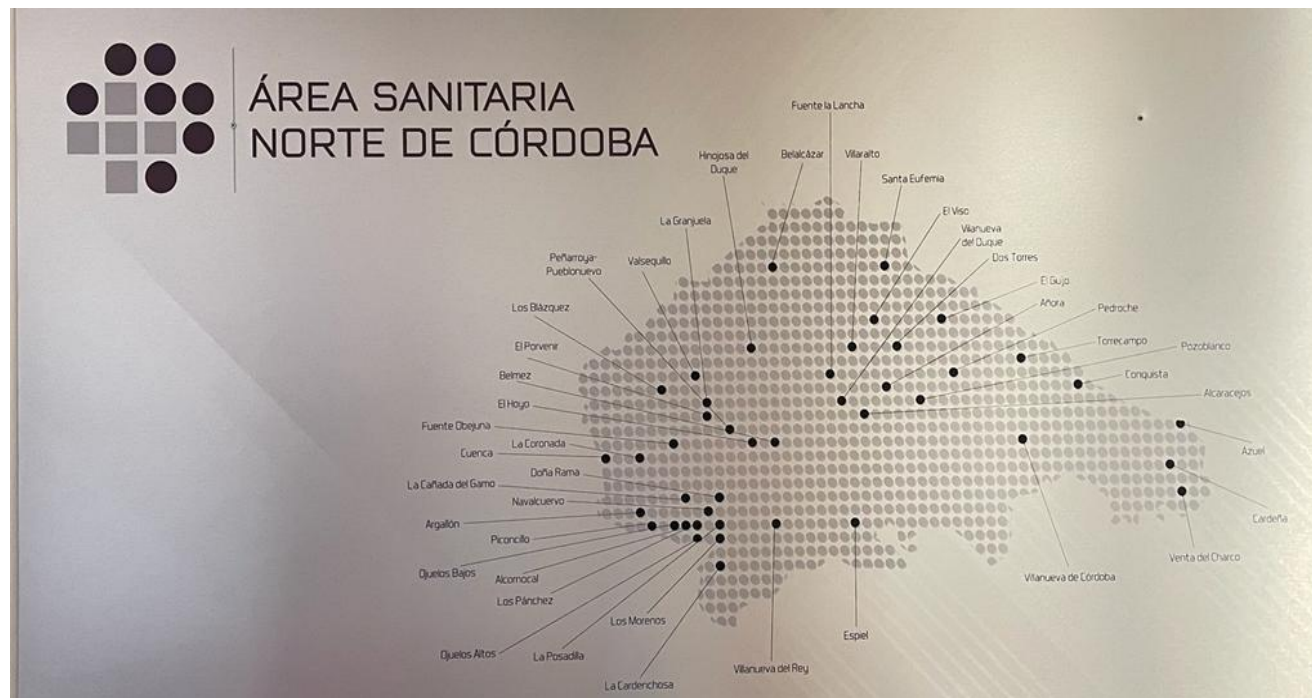 ÁREA SANITARIA
NORTE DE CÓRDOBA
Fuente la Lancha
Hinojosa del
Duque
Belalcázar
Villaralto
Santa Eufemia
La Granjuela
El Viso
Villanueva
del Duque
Peñarroya-
Pueblonuevo
Valsequillo
Dos Torres
El Guijo
Los Blázquez
Añora
Pedroche
El Porvenir
Torrecampo
Pozoblanco
Belmez
Conquista
El Hoyo
Alcaracejos
Fuente Obejuna
La Coronada
Cuenca
Azuel
Doña Rama
La Cañada del Gamo
Navalcuervo
Argallón
Cardeña
Piconcillo
Venta del Charco
Ojuelos Bajos
Alcornocal
Villanueva de Córdoba
Los Pánchez
Los Morenos
Espiel
Ojuelos Altos
La Posadilla
Villanueva del Rey
La Cardenchosa